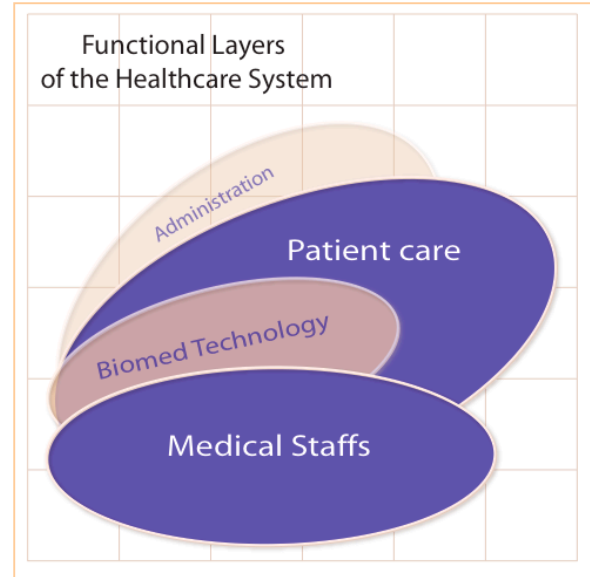 Functional Layers
of the Healthcare System
Administration
Patient care
Biomed Technology
Medical Staffs